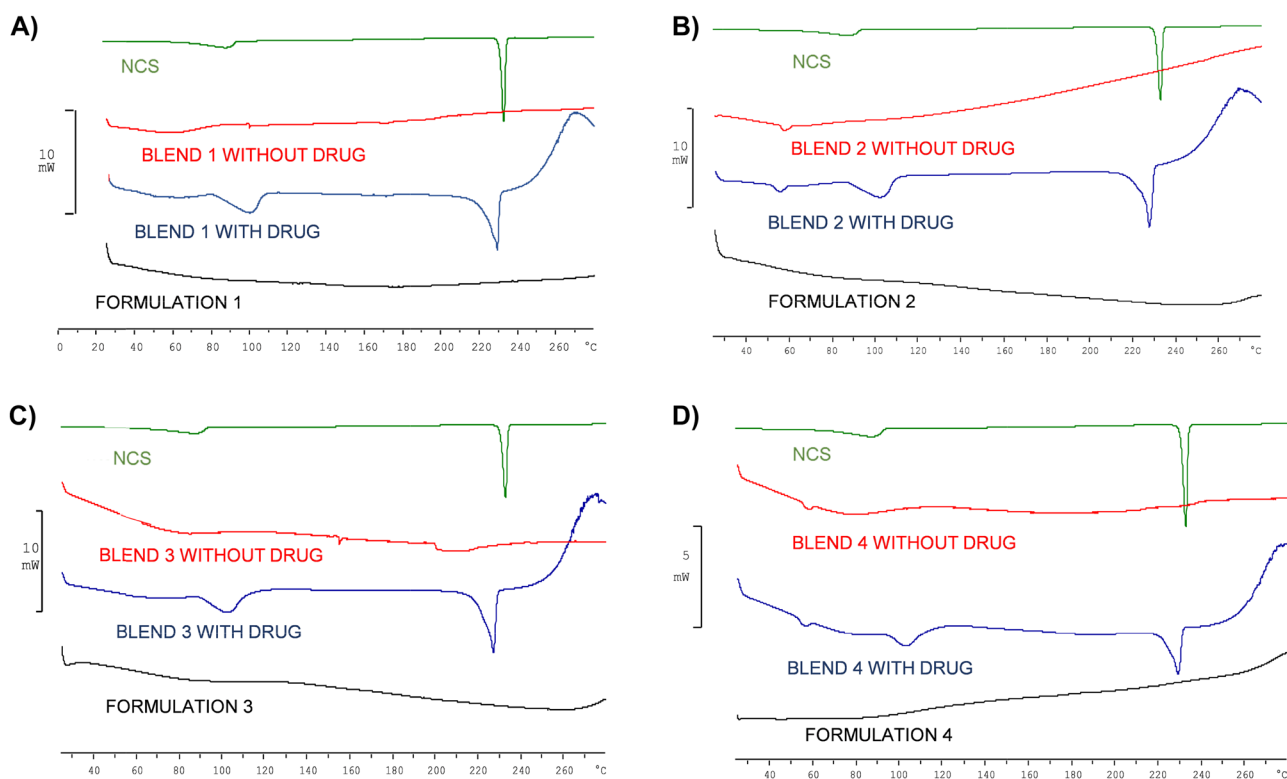 A)
NCS
BLEND 1 WITHOUT DRUG
10
mW
BLEND 1 WITH DRUG
FORMULATION 1
0 20 40 60 80 100 120 140 160 180 200 220 240 260 °C
B)
NCS
BLEND 2 WITHOUT DRUG
10
mW
BLEND 2 WITH DRUG
FORMULATION 2
40 60 80 100 120 140 160 180 200 220 240 260 °C
C)
NCS
10
mW
BLEND 3 WITHOUT DRUG
BLEND 3 WITH DRUG
FORMULATION 3
40 60 80 100 120 140 160 180 200 220 240 260 °C
D)
NCS
BLEND 4 WITHOUT DRUG
5
mW
BLEND 4 WITH DRUG
FORMULATION 4
40 60 80 100 120 140 160 180 200 220 240 260 °C